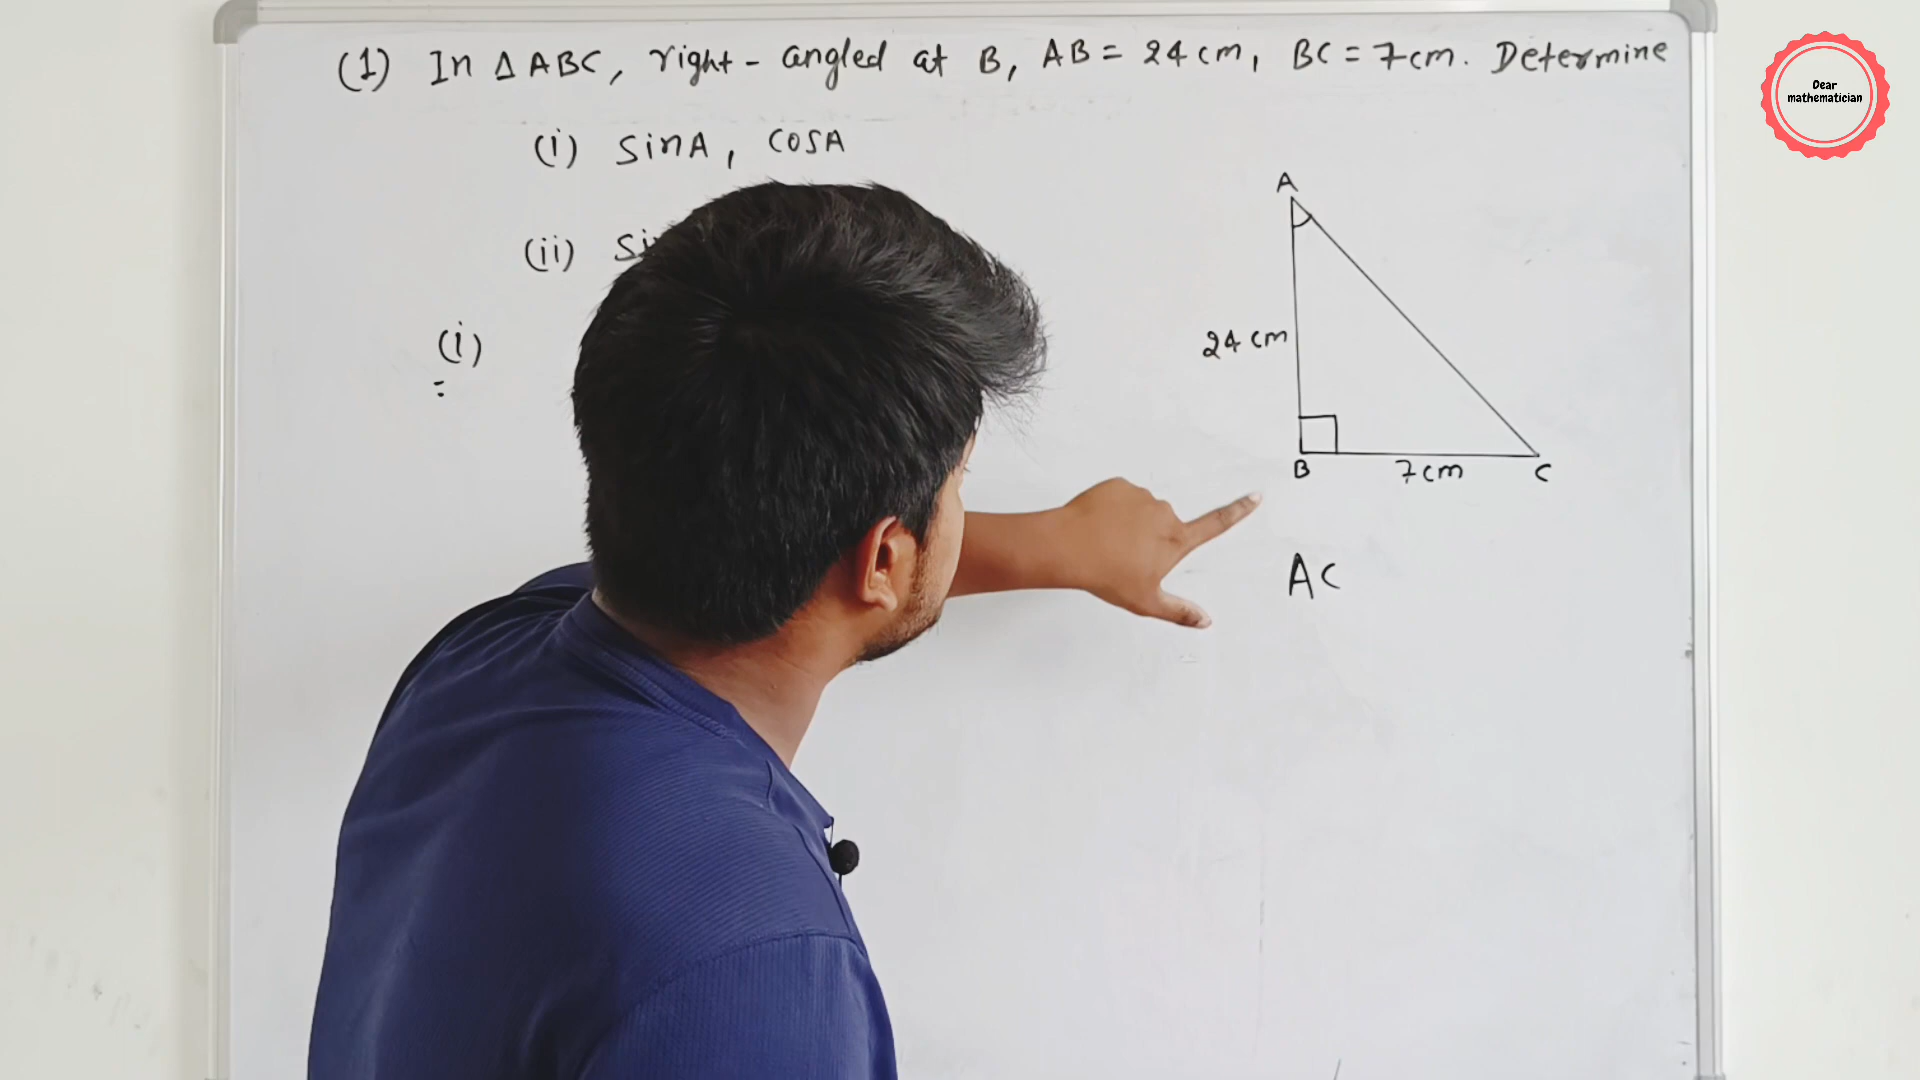 (1) In Δ ABC, right-angled at B, AB = 24 cm, BC = 7cm. Determine
(i) sinA, cosA
(ii)
(i)
A
24 cm
B
7cm
C
AC
Dear
mathematician